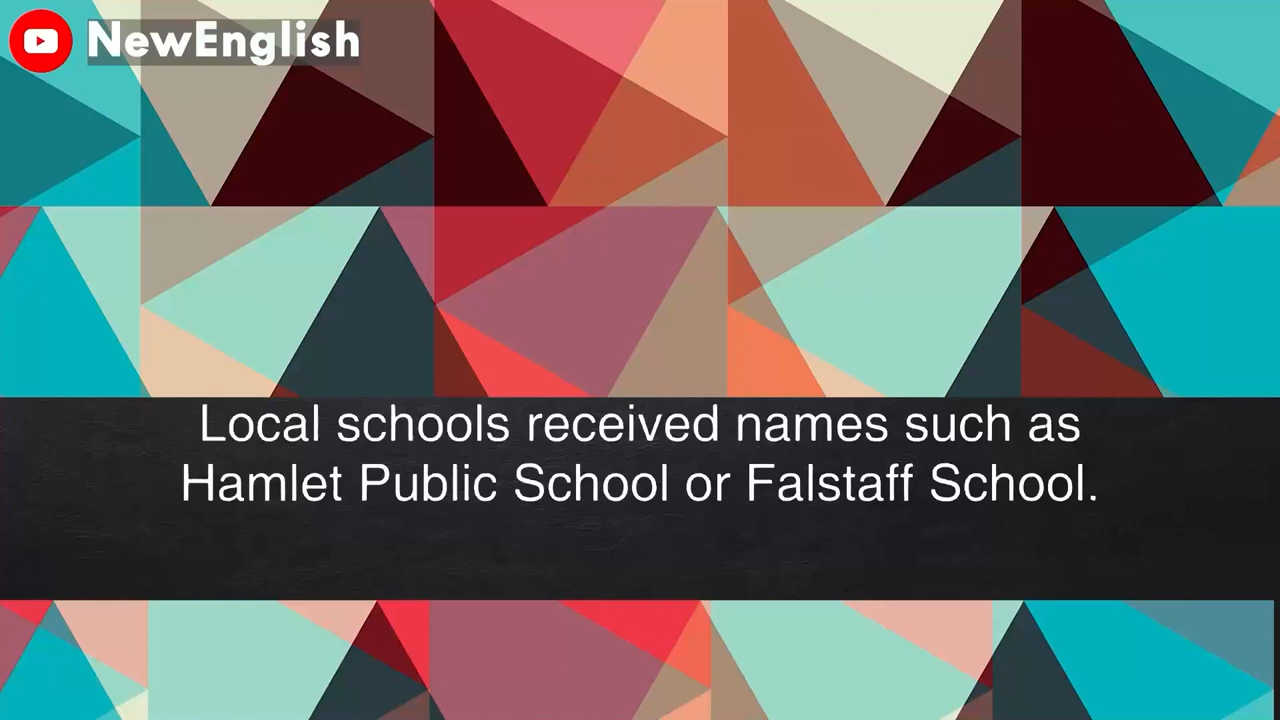 NewEnglish
Local schools received names such as
Hamlet Public School or Falstaff School.